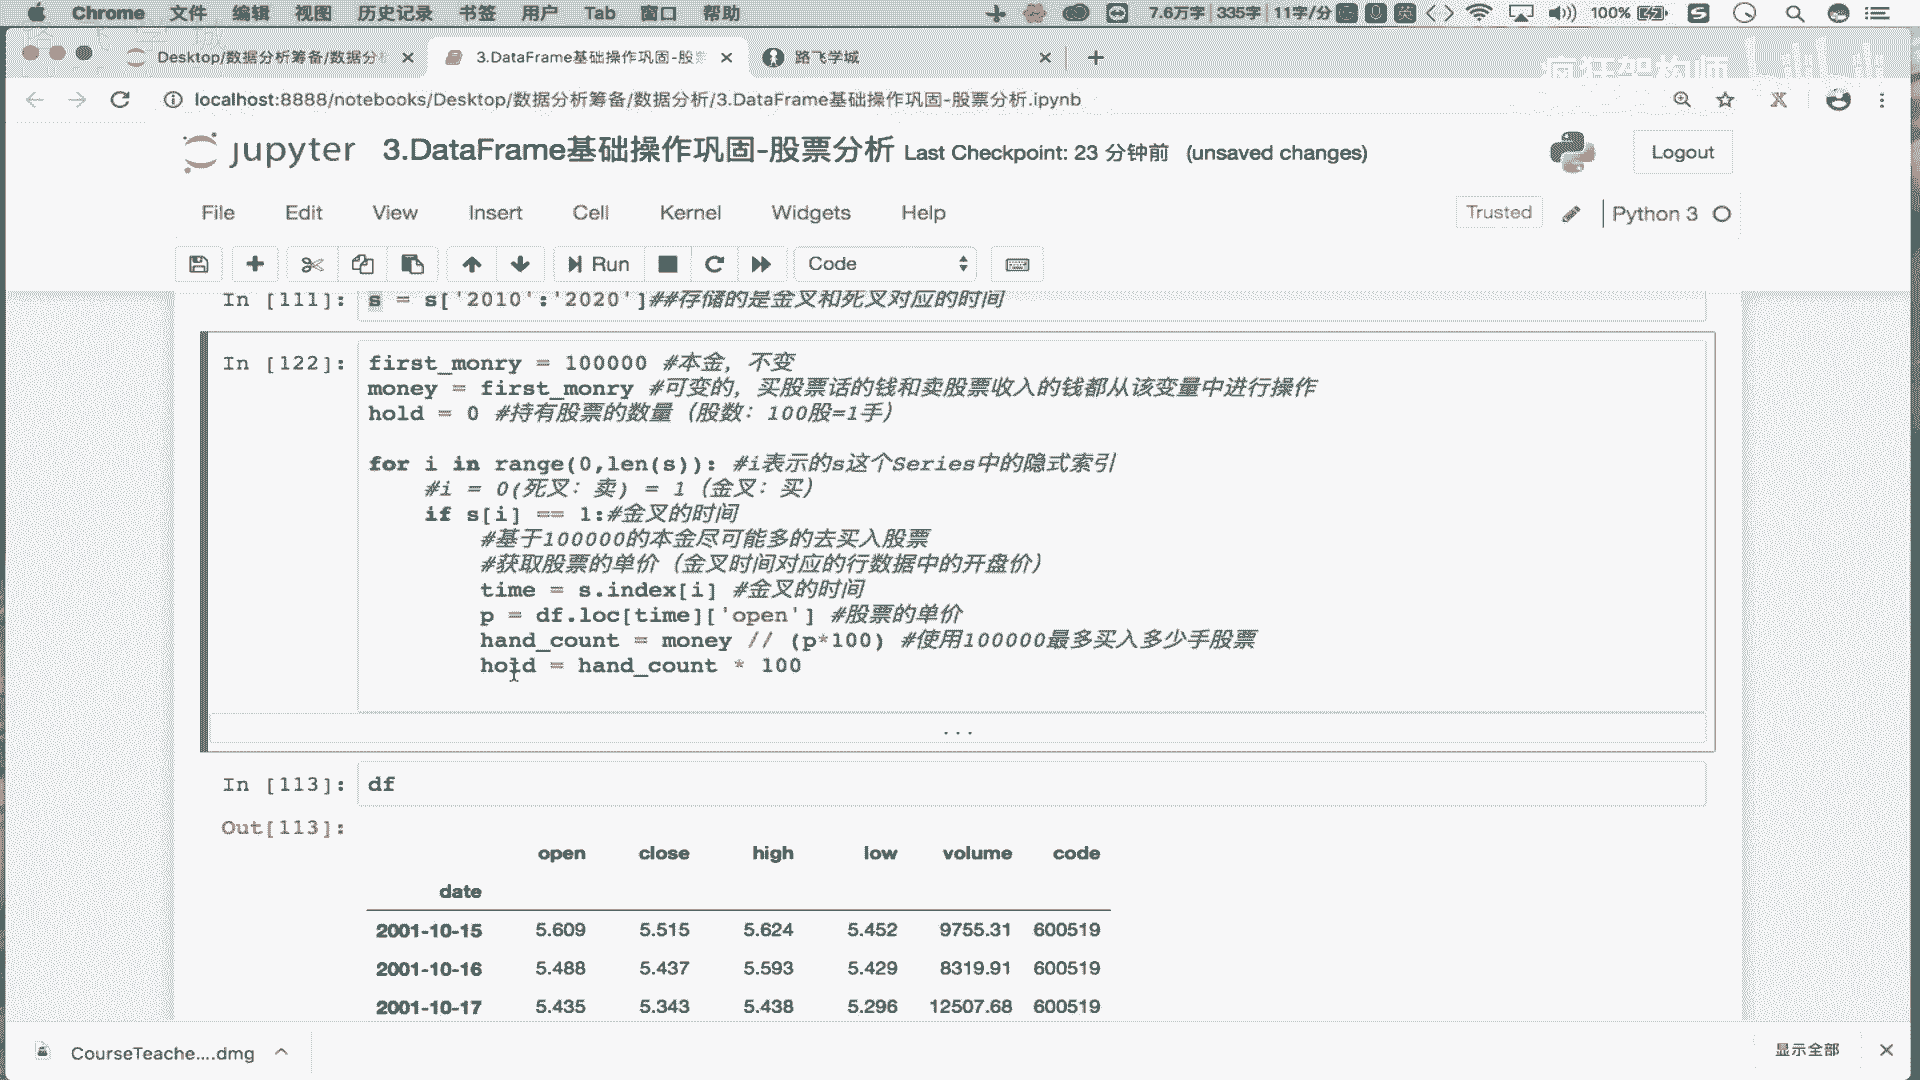 Chrome 文件 编辑 视图 历史记录 书签 用户 Tab 窗口 帮助 7.6万字 335字 11字/分 英 100%
Desktop/数据分析筹备/数据分析 3.DataFrame基础操作巩固-股票 路飞学城
疯狂架构师 bilibili
localhost:8888/notebooks/Desktop/数据分析筹备/数据分析/3.DataFrame基础操作巩固-股票分析.ipynb
jupyter 3.DataFrame基础操作巩固-股票分析 Last Checkpoint: 23 分钟前 (unsaved changes) Logout
File Edit View Insert Cell Kernel Widgets Help Trusted Python 3
Run Code
In [111]: s = s['2010':'2020']##存储的是金叉和死叉对应的时间
In [122]: first_monry = 100000 #本金，不变
money = first_monry #可变的，买股票话的钱和卖股票收入的钱都从该变量中进行操作
hold = 0 #持有股票的数量（股数：100股=1手）
for i in range(0,len(s)): #i表示的s这个Series中的隐式索引
#i = 0(死叉：卖) = 1（金叉：买）
if s[i] == 1:#金叉的时间
#基于100000的本金尽可能多的去买入股票
#获取股票的单价（金叉时间对应的行数据中的开盘价）
time = s.index[i] #金叉的时间
p = df.loc[time]['open'] #股票的单价
hand_count = money // (p*100) #使用100000最多买入多少手股票
hold = hand_count * 100
...
In [113]: df
Out[113]:
open close high low volume code
date
2001-10-15 5.609 5.515 5.624 5.452 9755.31 600519
2001-10-16 5.488 5.437 5.593 5.429 8319.91 600519
2001-10-17 5.435 5.343 5.438 5.296 12507.68 600519
CourseTeache....dmg 显示全部